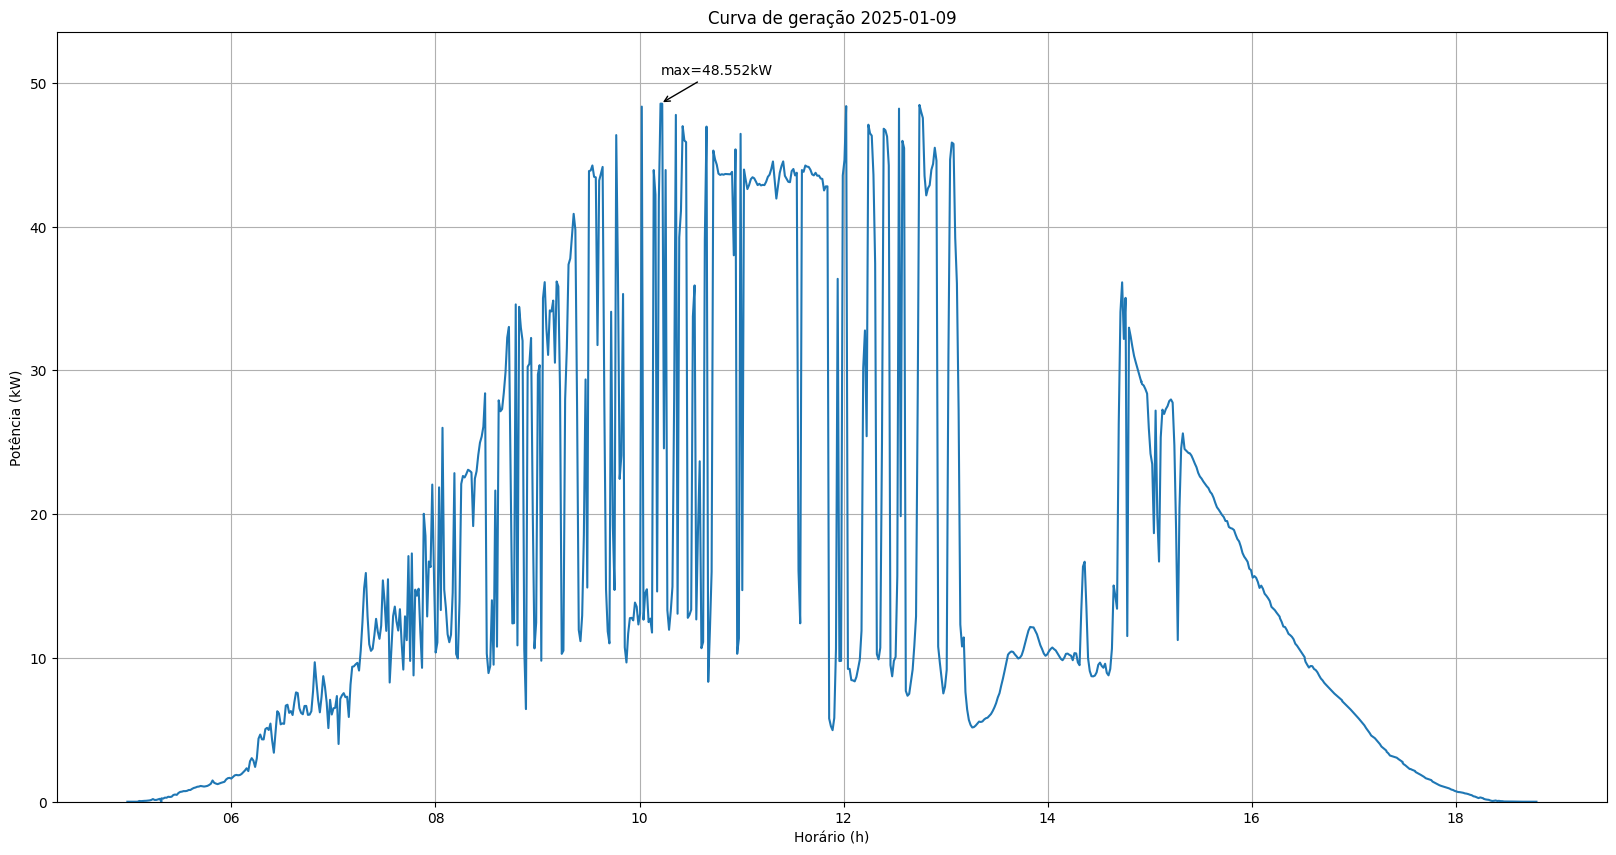 Curva de geração 2025-01-09
max=48.552kW
50
40
30
20
10
0
Potência (kW)
06 08 10 12 14 16 18
Horário (h)